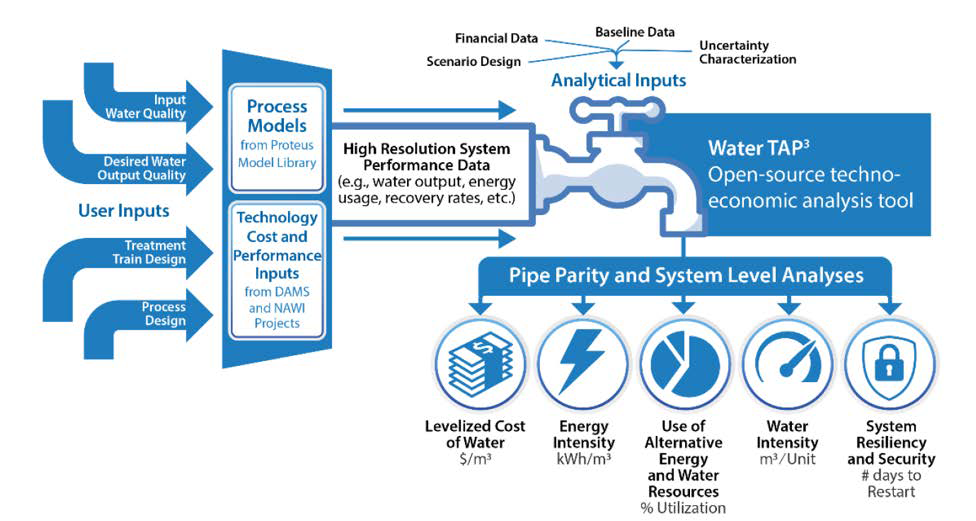 Financial Data
Baseline Data
Scenario Design
Uncertainty
Characterization
Analytical Inputs
Input
Water Quality
Desired Water
Output Quality
User Inputs
Treatment
Train Design
Process
Design
Process
Models
from Proteus
Model Library
Technology
Cost and
Performance
Inputs
from DAMS
and NAWI
Projects
High Resolution System
Performance Data
(e.g., water output, energy
usage, recovery rates, etc.)
Water TAP³
Open-source techno-
economic analysis tool
Pipe Parity and System Level Analyses
$
Levelized Cost
of Water
$/m³
Energy
Intensity
kWh/m³
Use of
Alternative
Energy
and Water
Resources
% Utilization
Water
Intensity
m³/Unit
System
Resiliency
and Security
# days to
Restart